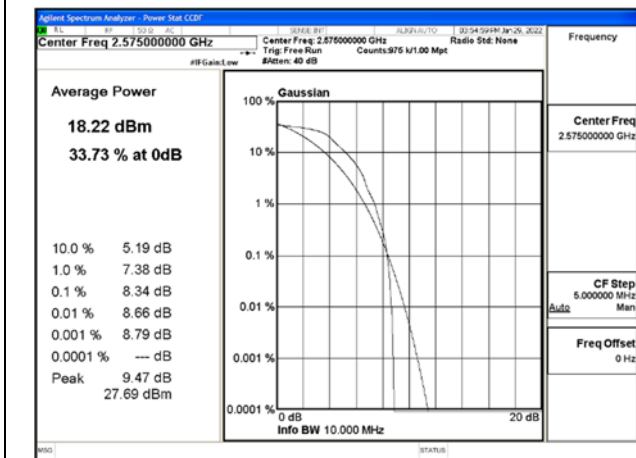 Agilent Spectrum Analyzer - Power Stat CCDF
RL RF 50 Ω AC SENSE:INT ALIGN AUTO 03:54:59 PM Jan 29, 2022
Center Freq 2.575000000 GHz
Center Freq: 2.575000000 GHz Radio Std: None
Trig: Free Run Counts:975 k/1.00 Mpt
#IFGain:Low #Atten: 40 dB
Frequency
Average Power
18.22 dBm
33.73 % at 0dB
10.0 % 5.19 dB
1.0 % 7.38 dB
0.1 % 8.34 dB
0.01 % 8.66 dB
0.001 % 8.79 dB
0.0001 % --- dB
Peak 9.47 dB
27.69 dBm
Gaussian
100 %
10 %
1 %
0.1 %
0.01 %
0.001 %
0.0001 %
0 dB 20 dB
Info BW 10.000 MHz
Center Freq
2.575000000 GHz
CF Step
5.000000 MHz
Auto Man
Freq Offset
0 Hz
MSG STATUS